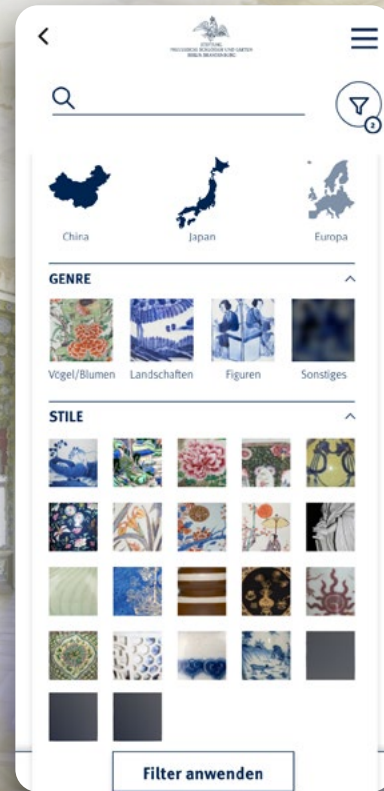 STIFTUNG
PREUSSISCHE SCHLÖSSER UND GÄRTEN
BERLIN-BRANDENBURG
2
China
Japan
Europa
GENRE
Vögel/Blumen
Landschaften
Figuren
Sonstiges
STILE
Filter anwenden